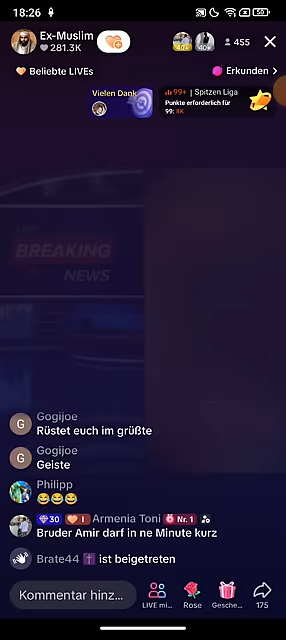 18:26
50
Ex-Muslim
281.3K
40+
40+
455
Beliebte LIVEs
Erkunden >
Vielen Dank
99+ | Spitzen Liga
Punkte erforderlich für
99: 8K
BREAKING
NEWS
G
Gogijoe
Rüstet euch im grüßte
G
Gogijoe
Geiste
Philipp
😂😂😂
30 I Armenia Toni Nr. 1
Bruder Amir darf in ne Minute kurz
Brate44 ✝️ ist beigetreten
Kommentar hinz...
LIVE mi...
Rose
Gesche...
175